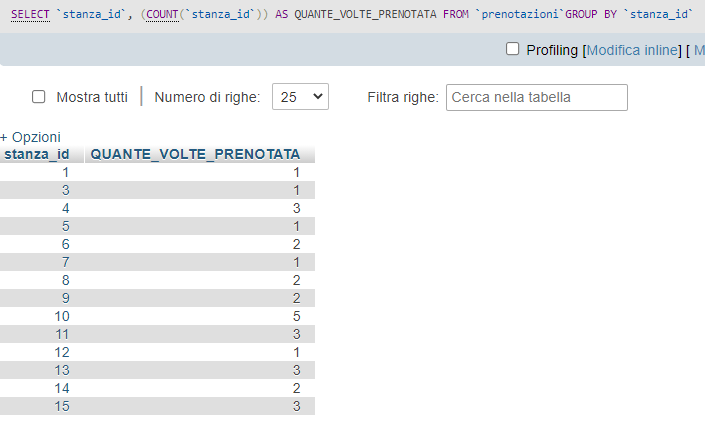 SELECT `stanza_id`, (COUNT(`stanza_id`)) AS QUANTE_VOLTE_PRENOTATA FROM `prenotazioni`GROUP BY `stanza_id`
Profiling [Modifica inline] [ M
Mostra tutti | Numero di righe: 25 Filtra righe: Cerca nella tabella
+ Opzioni
stanza_id QUANTE_VOLTE_PRENOTATA
1 1
3 1
4 3
5 1
6 2
7 1
8 2
9 2
10 5
11 3
12 1
13 3
14 2
15 3